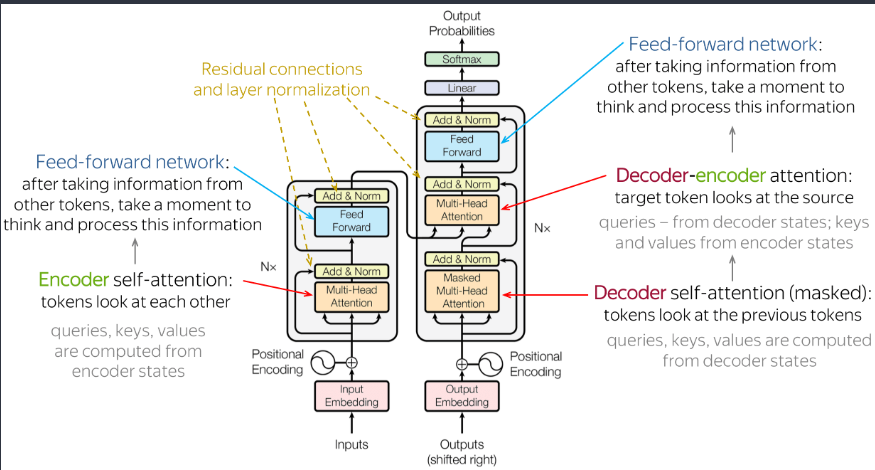 Output
Probabilities
Softmax
Linear
Add & Norm
Feed
Forward
Add & Norm
Multi-Head
Attention
Add & Norm
Masked
Multi-Head
Attention
Nx
Positional
Encoding
Output
Embedding
Outputs
(shifted right)
Residual connections
and layer normalization
Feed-forward network:
after taking information from
other tokens, take a moment to
think and process this information
Encoder self-attention:
tokens look at each other
queries, keys, values
are computed from
encoder states
Add & Norm
Feed
Forward
Nx
Add & Norm
Multi-Head
Attention
Positional
Encoding
Input
Embedding
Inputs
Feed-forward network:
after taking information from
other tokens, take a moment to
think and process this information
Decoder-encoder attention:
target token looks at the source
queries – from decoder states; keys
and values from encoder states
Decoder self-attention (masked):
tokens look at the previous tokens
queries, keys, values are computed
from decoder states